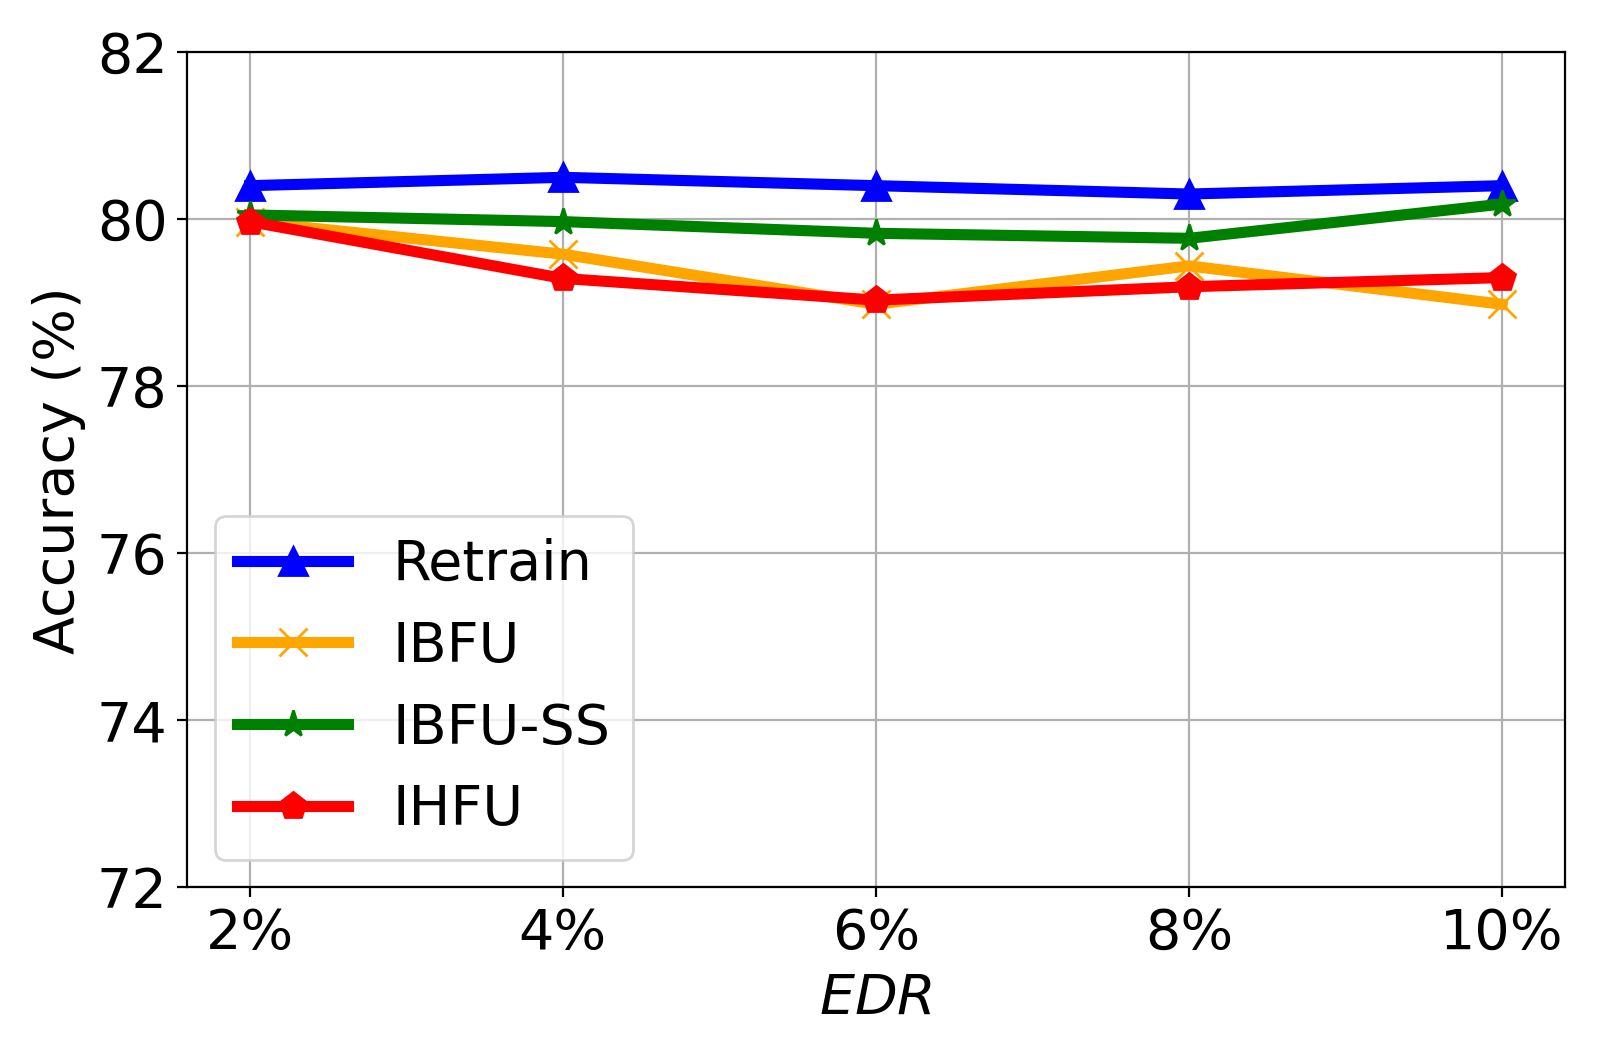 82
80
78
76
74
72
Accuracy (%)
Retrain
IBFU
IBFU-SS
IHFU
2% 4% 6% 8% 10%
EDR